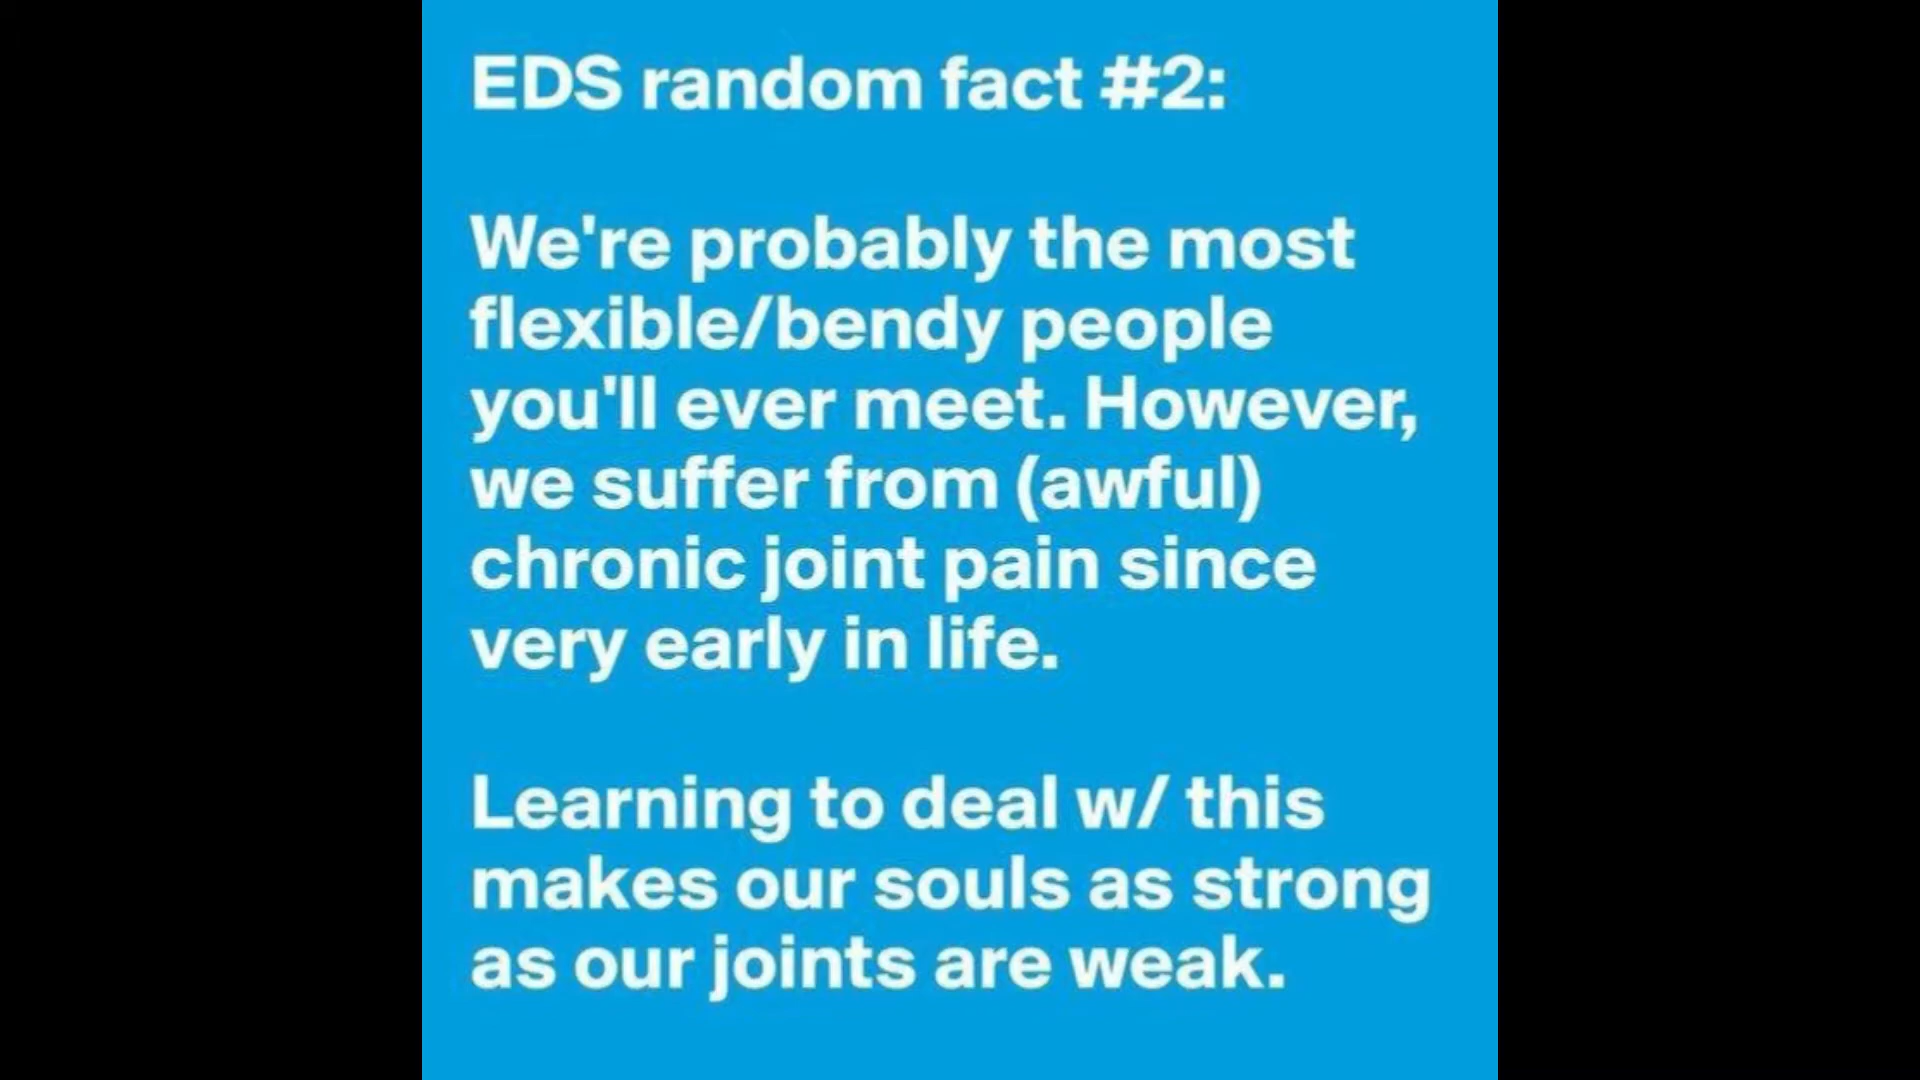 EDS random fact #2:
We're probably the most
flexible/bendy people
you'll ever meet. However,
we suffer from (awful)
chronic joint pain since
very early in life.
Learning to deal w/ this
makes our souls as strong
as our joints are weak.